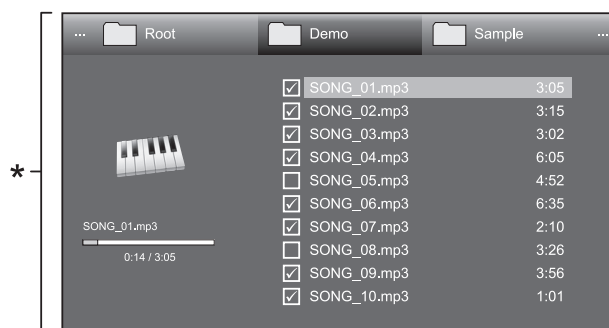 ... Root Demo Sample ...
SONG_01.mp3 3:05
SONG_02.mp3 3:15
SONG_03.mp3 3:02
SONG_04.mp3 6:05
SONG_05.mp3 4:52
SONG_06.mp3 6:35
SONG_07.mp3 2:10
SONG_08.mp3 3:26
SONG_09.mp3 3:56
SONG_10.mp3 1:01
*
SONG_01.mp3
0:14 / 3:05